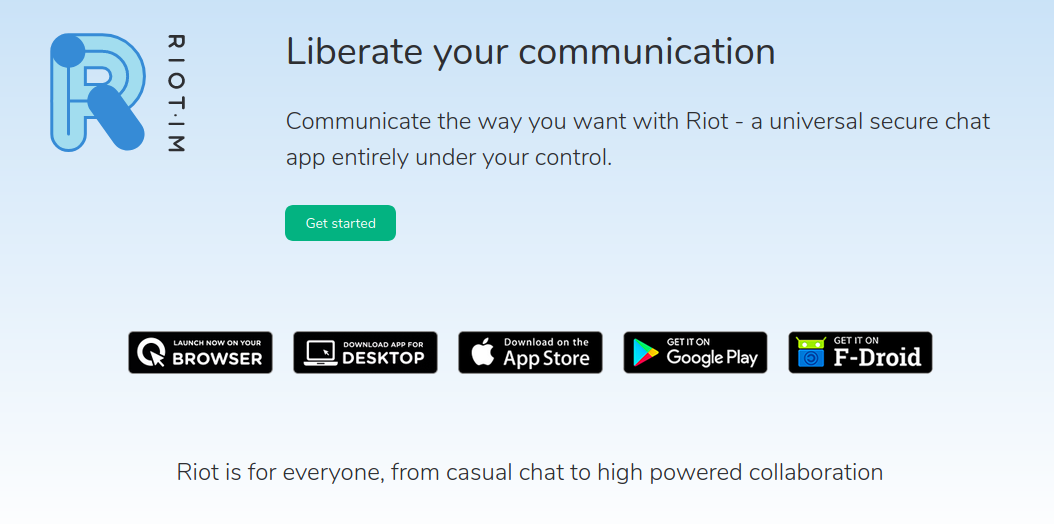 RIOT·IM
Liberate your communication
Communicate the way you want with Riot - a universal secure chat
app entirely under your control.
Get started
LAUNCH NOW ON YOUR
BROWSER
DOWNLOAD APP FOR
DESKTOP
Download on the
App Store
GET IT ON
Google Play
GET IT ON
F-Droid
Riot is for everyone, from casual chat to high powered collaboration